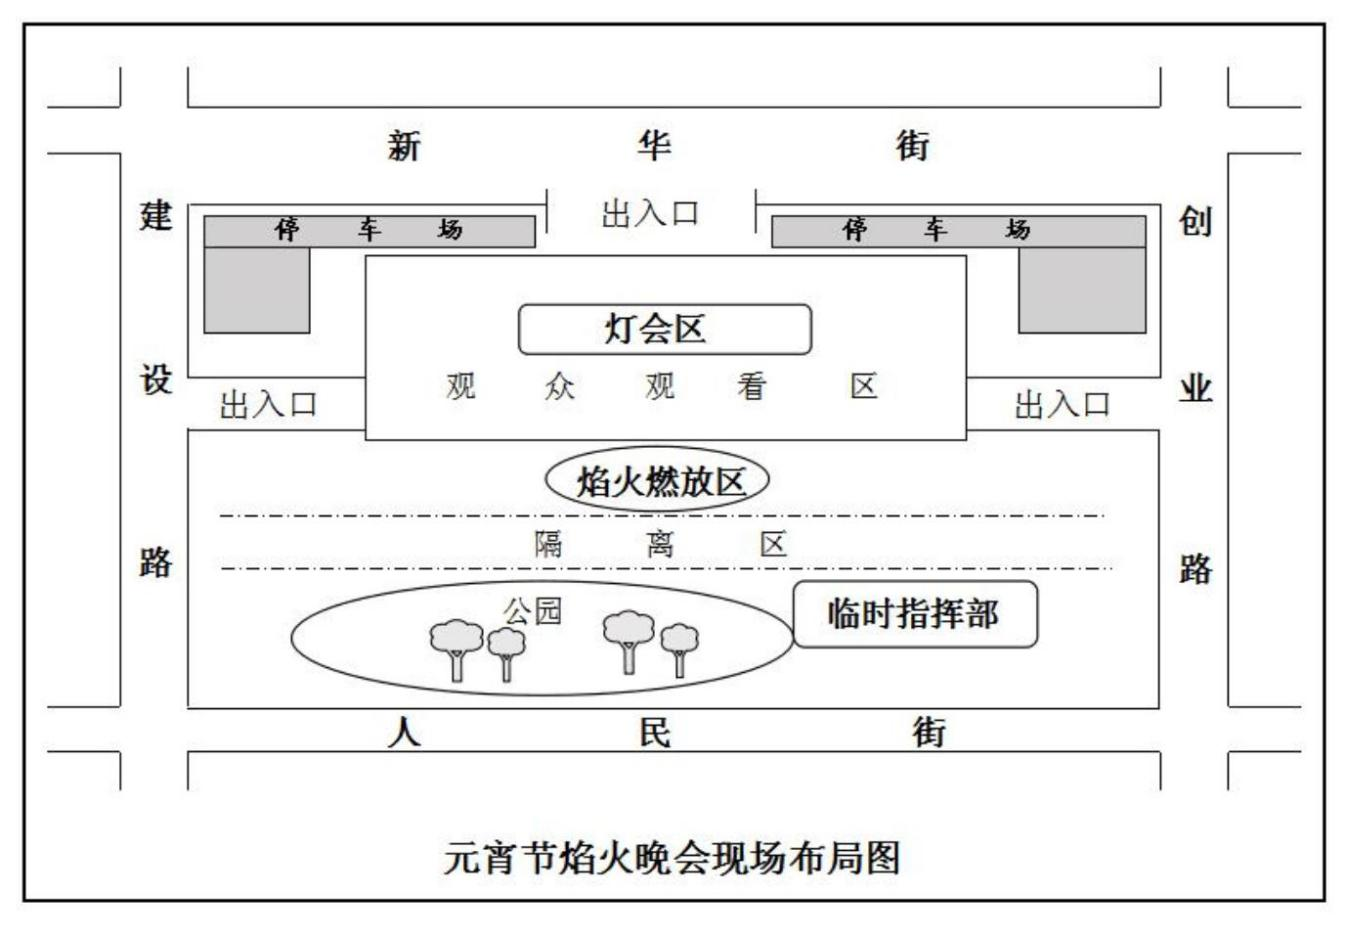 新华街
建设路
创业路
出入口
停车场
停车场
灯会区
观众观看区
出入口
出入口
焰火燃放区
隔离区
公园
临时指挥部
人民街
元宵节焰火晚会现场布局图